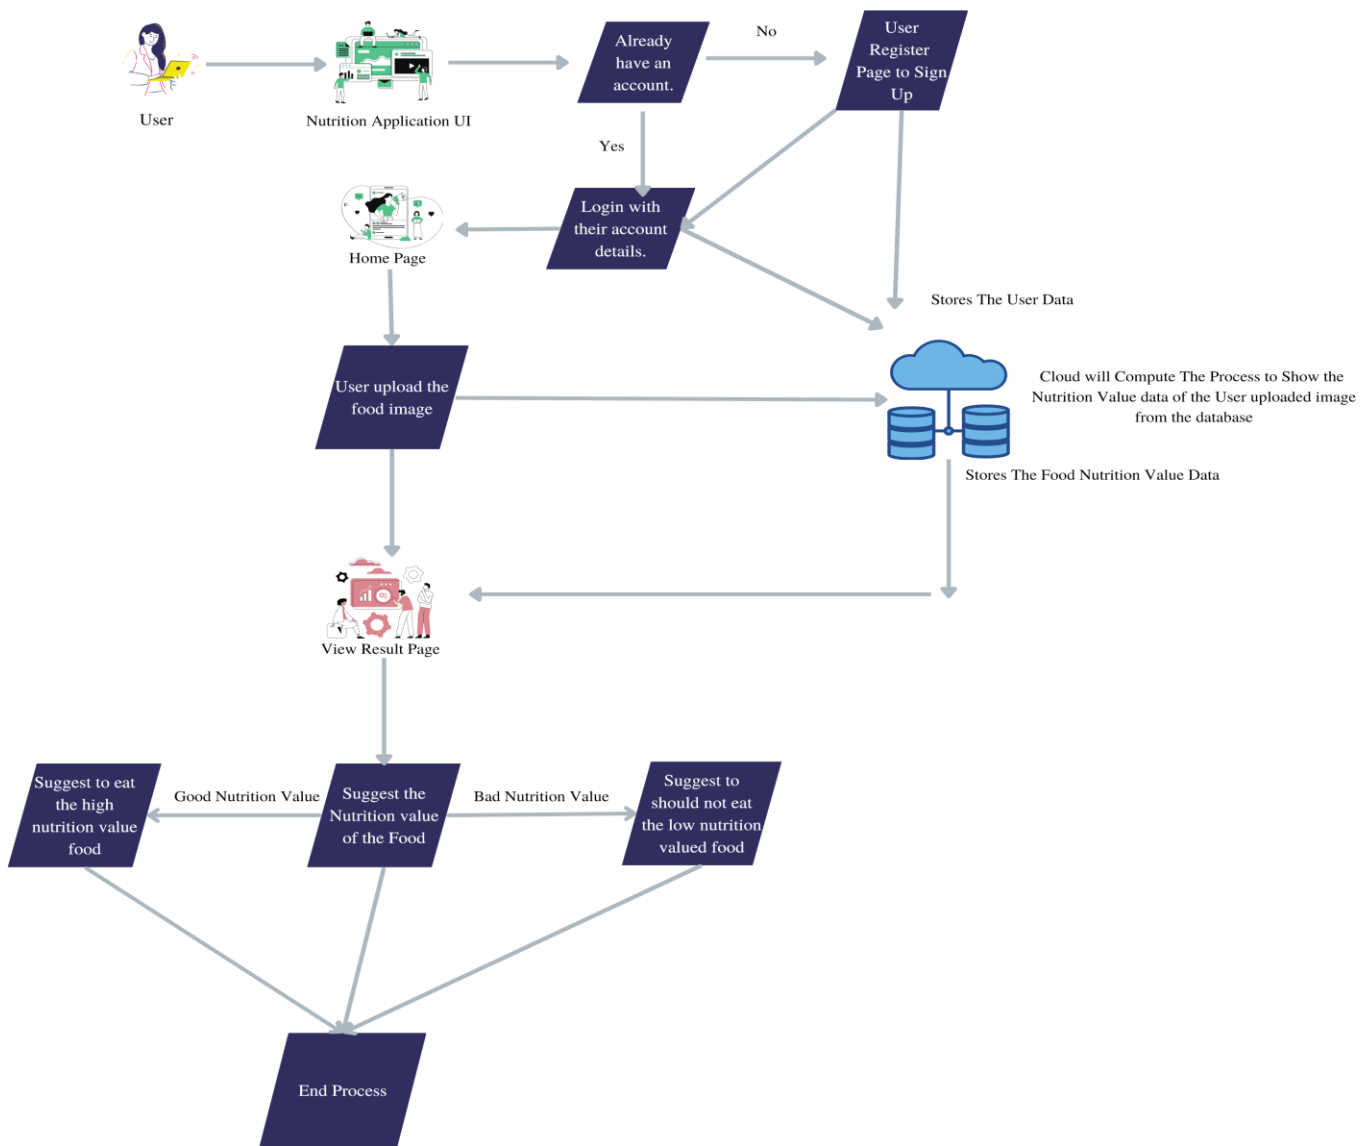 User
Nutrition Application UI
Already
have an
account.
No
User
Register
Page to Sign
Up
Yes
Login with
their account
details.
Home Page
Stores The User Data
User upload the
food image
Cloud will Compute The Process to Show the
Nutrition Value data of the User uploaded image
from the database
Stores The Food Nutrition Value Data
View Result Page
Suggest to eat
the high
nutrition value
food
Good Nutrition Value
Suggest the
Nutrition value
of the Food
Bad Nutrition Value
Suggest to
should not eat
the low nutrition
valued food
End Process